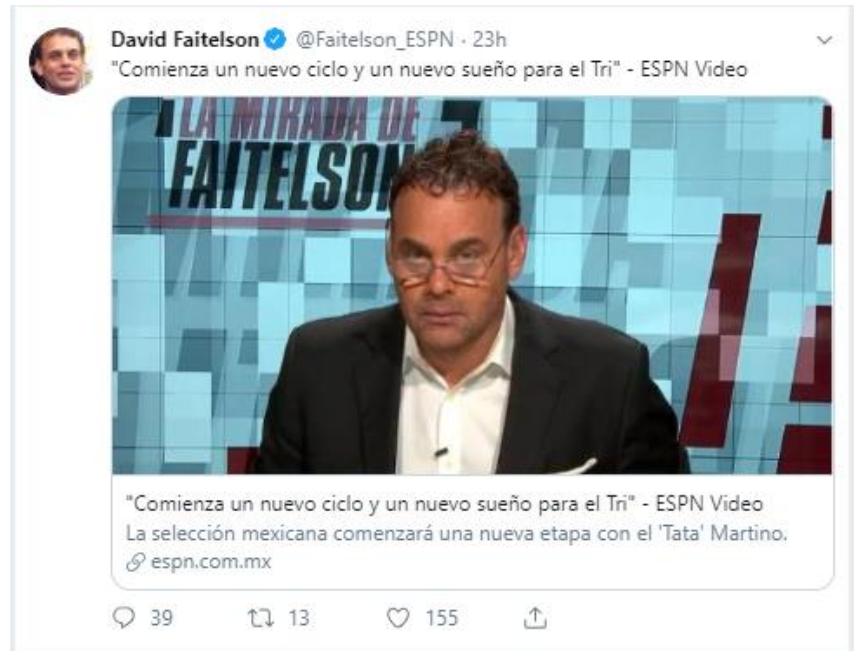 David Faitelson @Faitelson_ESPN · 23h
"Comienza un nuevo ciclo y un nuevo sueño para el Tri" - ESPN Video
LA MIRADA DE
FAITELSON
"Comienza un nuevo ciclo y un nuevo sueño para el Tri" - ESPN Video
La selección mexicana comenzará una nueva etapa con el 'Tata' Martino.
espn.com.mx
39 13 155